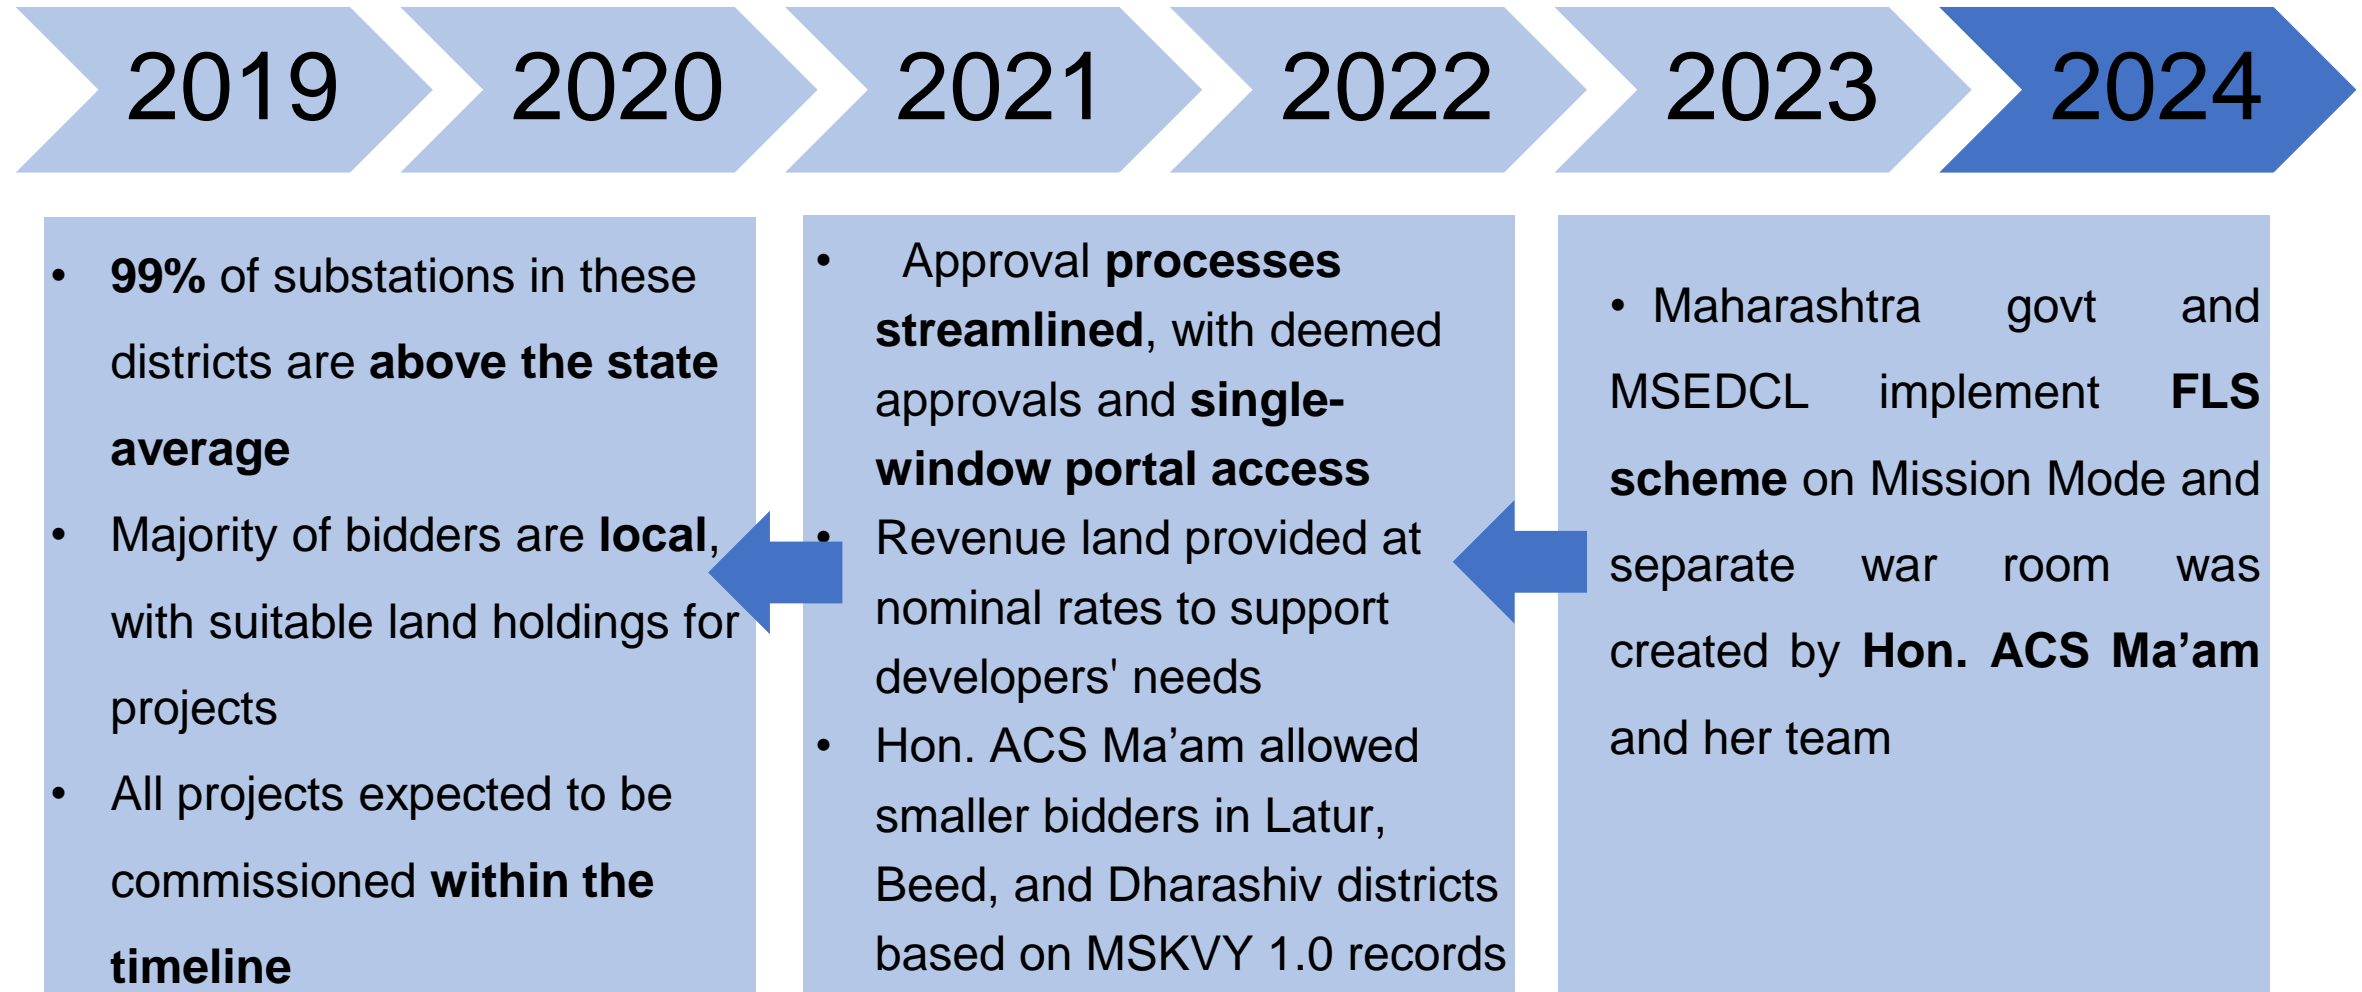 2019
2020
2021
2022
2023
2024
• 99% of substations in these
districts are above the state
average
• Majority of bidders are local,
with suitable land holdings for
projects
• All projects expected to be
commissioned within the
timeline
• Approval processes
streamlined, with deemed
approvals and single-
window portal access
• Revenue land provided at
nominal rates to support
developers' needs
• Hon. ACS Ma’am allowed
smaller bidders in Latur,
Beed, and Dharashiv districts
based on MSKVY 1.0 records
• Maharashtra govt and
MSEDCL implement FLS
scheme on Mission Mode and
separate war room was
created by Hon. ACS Ma’am
and her team